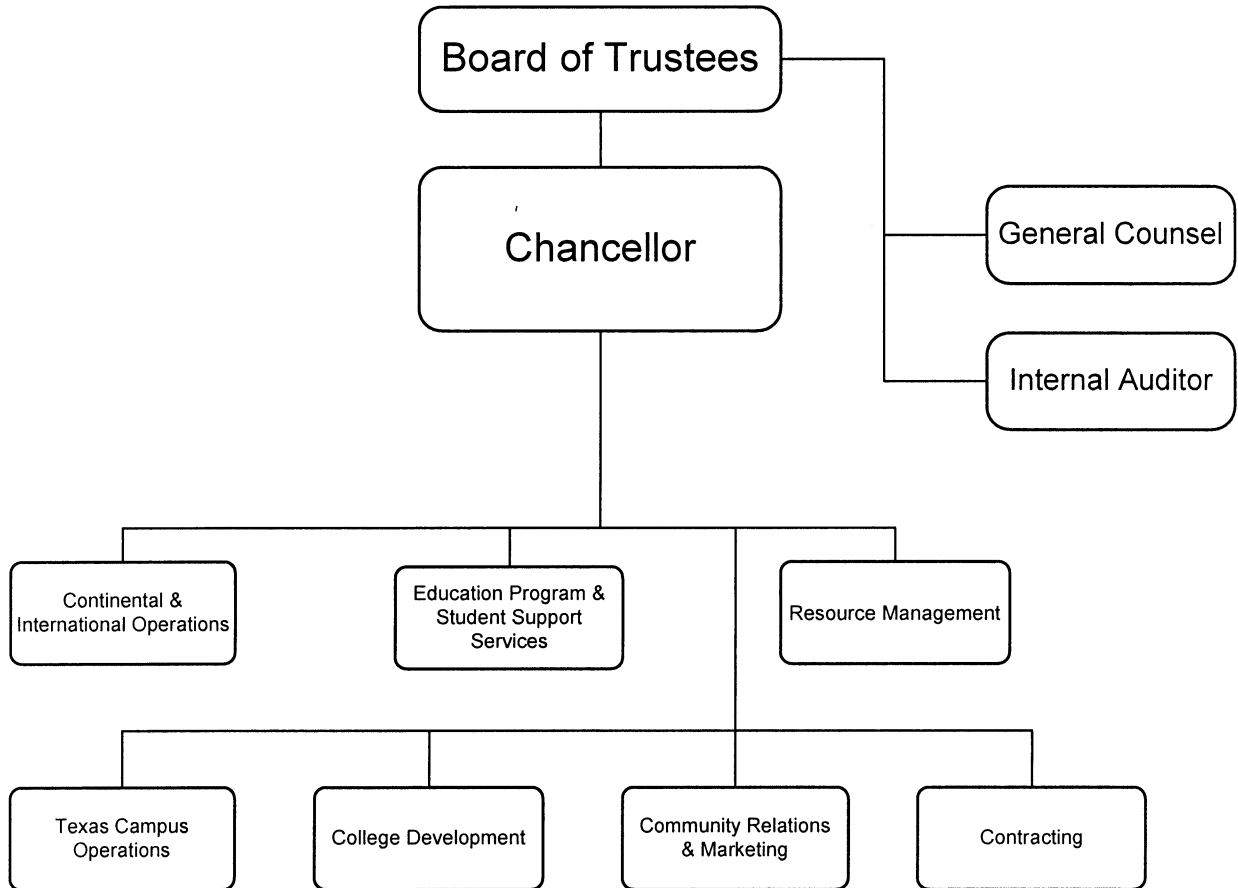 Board of Trustees
Chancellor
General Counsel
Internal Auditor
Continental &
International Operations
Education Program &
Student Support
Services
Resource Management
Texas Campus
Operations
College Development
Community Relations
& Marketing
Contracting